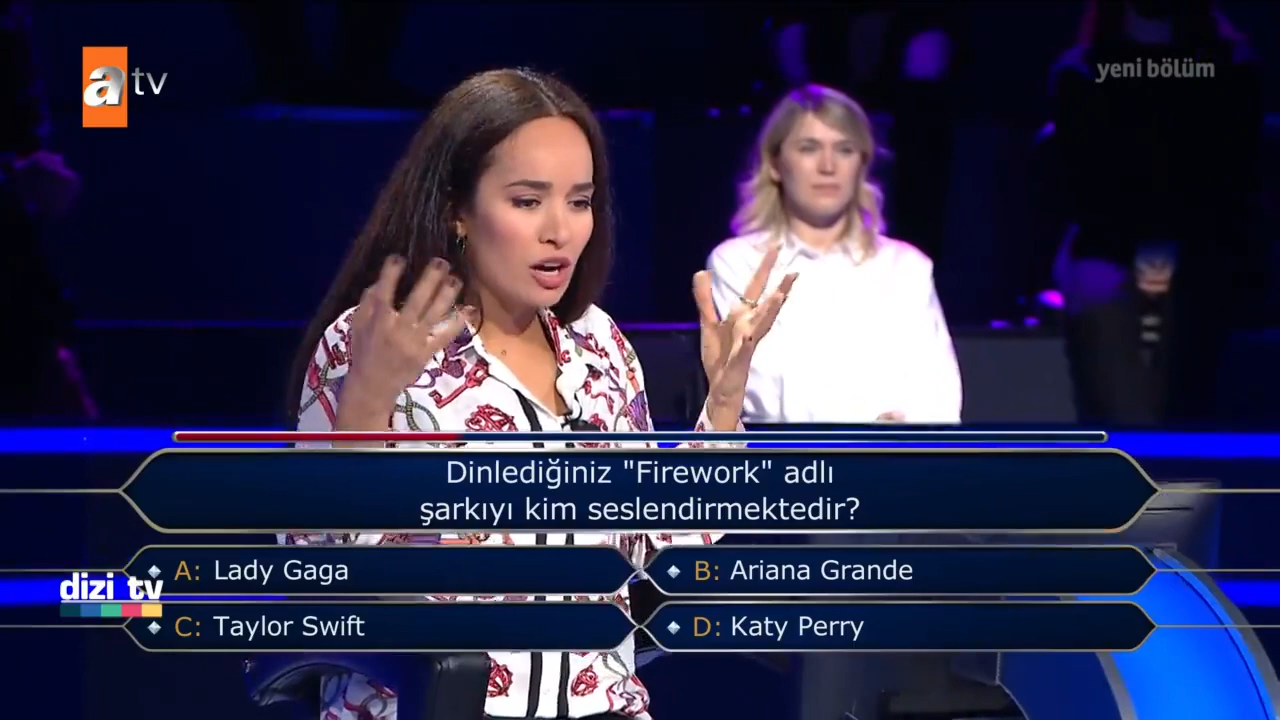 atv
yeni bölüm
Dinlediğiniz "Firework" adlı
şarkıyı kim seslendirmektedir?
A: Lady Gaga
B: Ariana Grande
dizi tv
C: Taylor Swift
D: Katy Perry